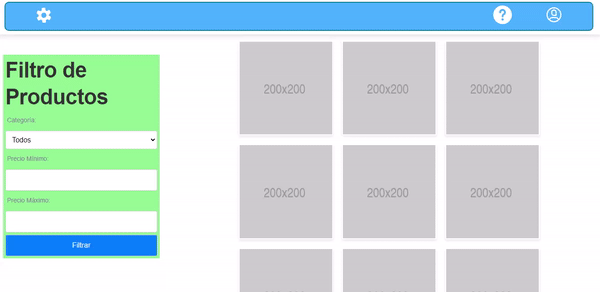 ?
Filtro de
Productos
Categoría:
Todos
Precio Mínimo:
Precio Máximo:
Filtrar
200x200
200x200
200x200
200x200
200x200
200x200